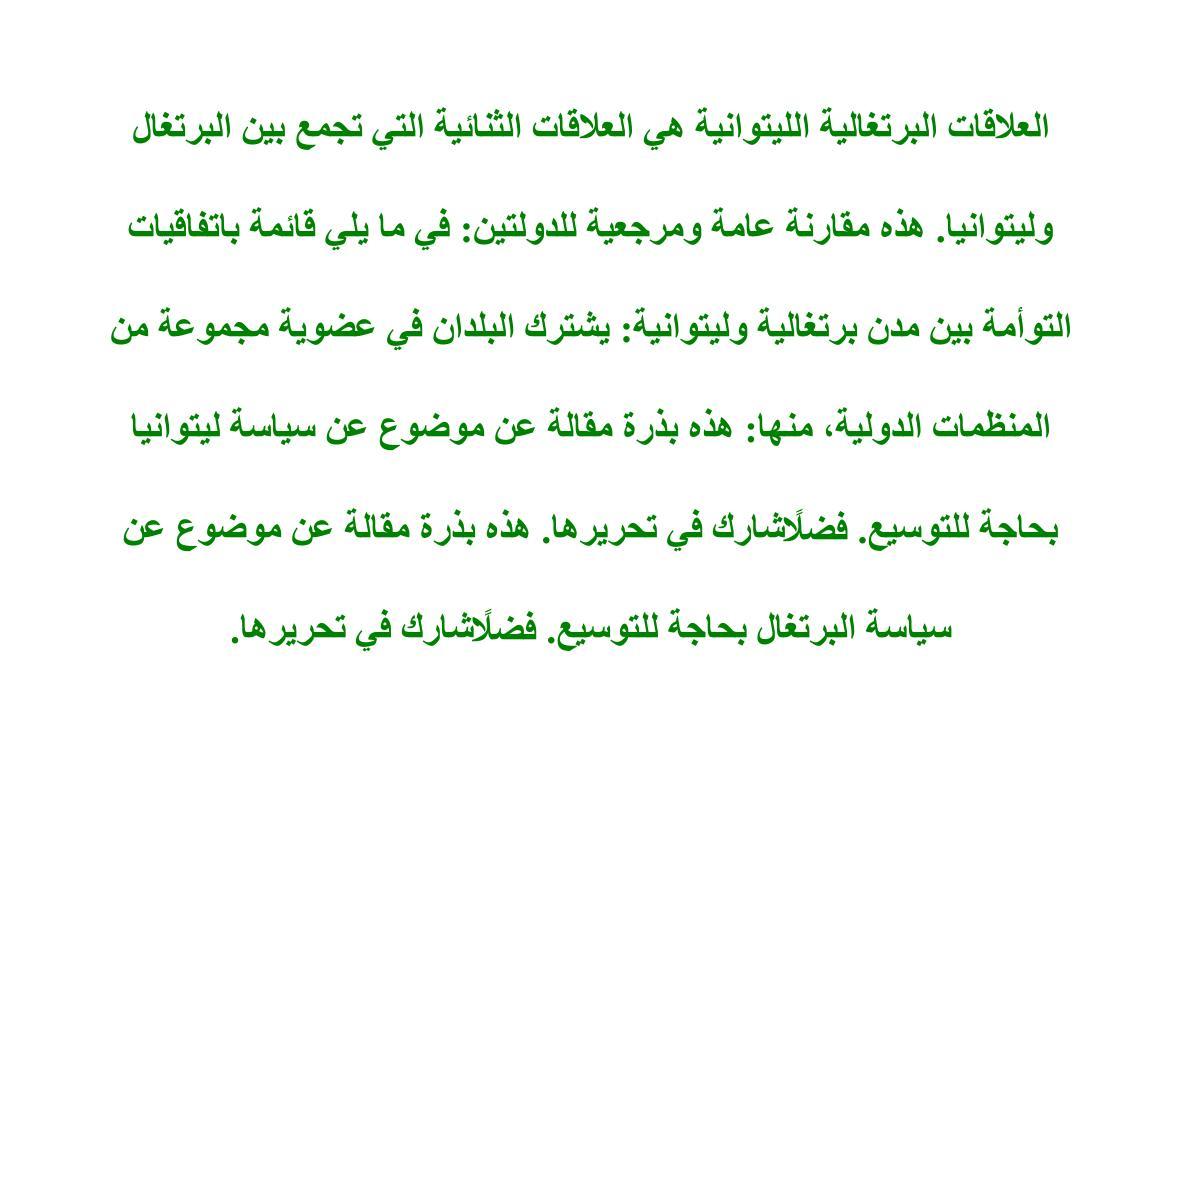 العلاقات البرتغالية الليتوانية هي العلاقات الثنائية التي تجمع بين البرتغال
وليتوانيا. هذه مقارنة عامة ومرجعية للدولتين: في ما يلي قائمة باتفاقيات
التوأمة بين مدن برتغالية وليتوانية: يشترك البلدان في عضوية مجموعة من
المنظمات الدولية، منها: هذه بذرة مقالة عن موضوع عن سياسة ليتوانيا
بحاجة للتوسيع. فضلًاشارك في تحريرها. هذه بذرة مقالة عن موضوع عن
سياسة البرتغال بحاجة للتوسيع. فضلًاشارك في تحريرها.